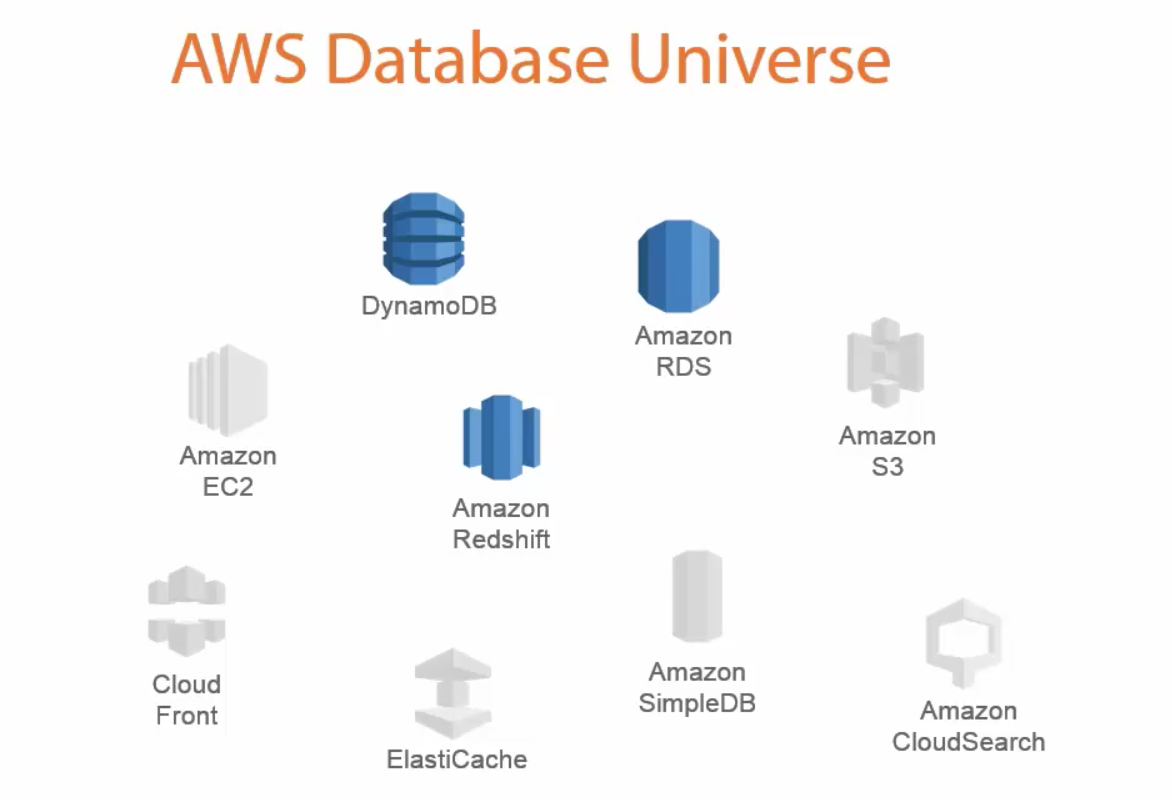 AWS Database Universe
DynamoDB
Amazon
RDS
Amazon
S3
Amazon
EC2
Amazon
Redshift
Cloud
Front
ElastiCache
Amazon
SimpleDB
Amazon
CloudSearch